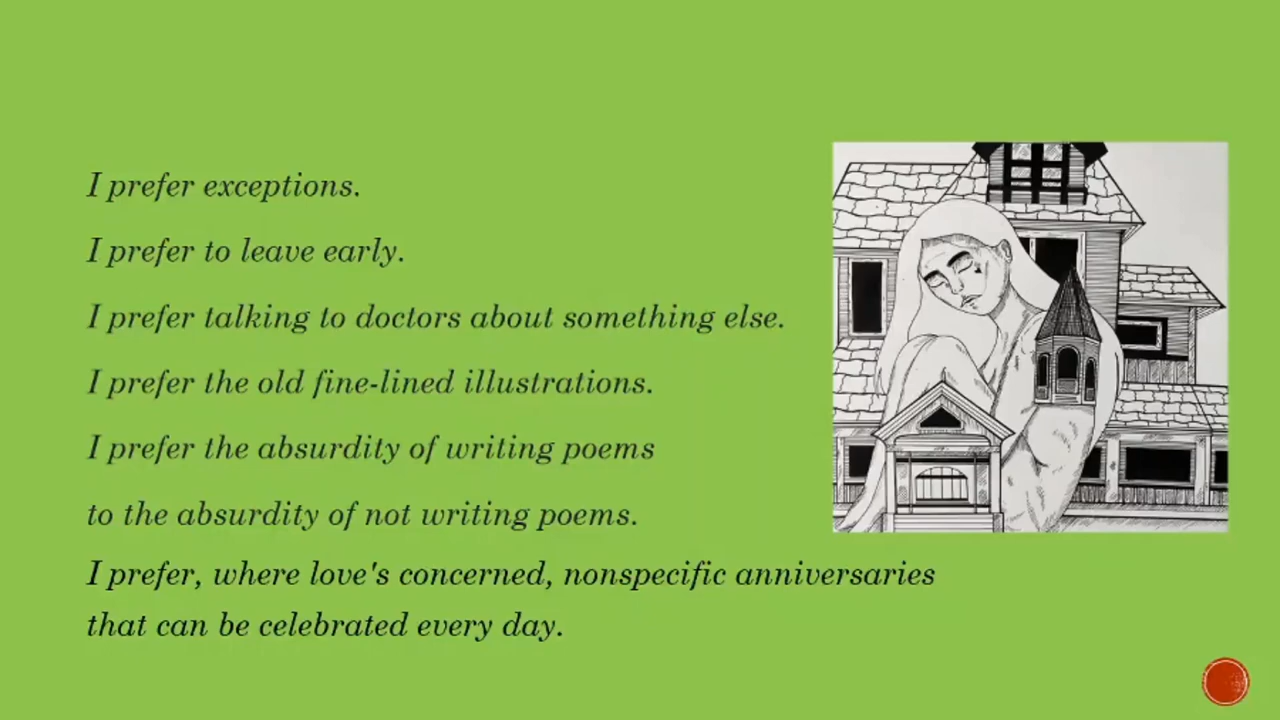 I prefer exceptions.
I prefer to leave early.
I prefer talking to doctors about something else.
I prefer the old fine-lined illustrations.
I prefer the absurdity of writing poems
to the absurdity of not writing poems.
I prefer, where love's concerned, nonspecific anniversaries
that can be celebrated every day.